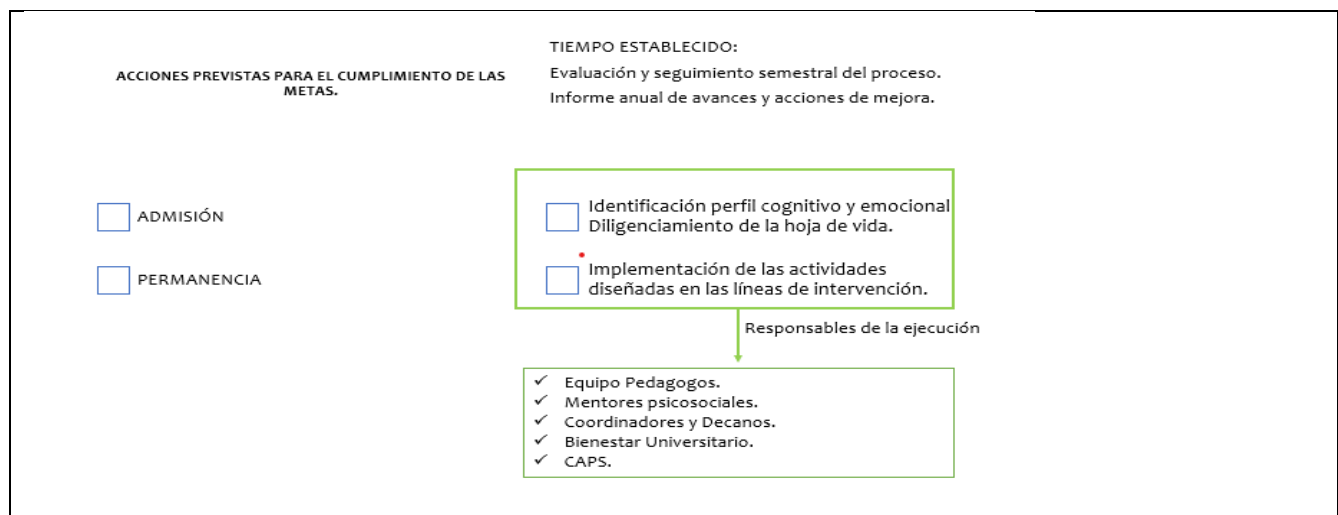 ACCIONES PREVISTAS PARA EL CUMPLIMIENTO DE LAS
METAS.
TIEMPO ESTABLECIDO:
Evaluación y seguimiento semestral del proceso.
Informe anual de avances y acciones de mejora.
ADMISIÓN
Identificación perfil cognitivo y emocional
Diligenciamiento de la hoja de vida.
PERMANENCIA
Implementación de las actividades
diseñadas en las líneas de intervención.
Responsables de la ejecución
✓ Equipo Pedagogos.
✓ Mentores psicosociales.
✓ Coordinadores y Decanos.
✓ Bienestar Universitario.
✓ CAPS.